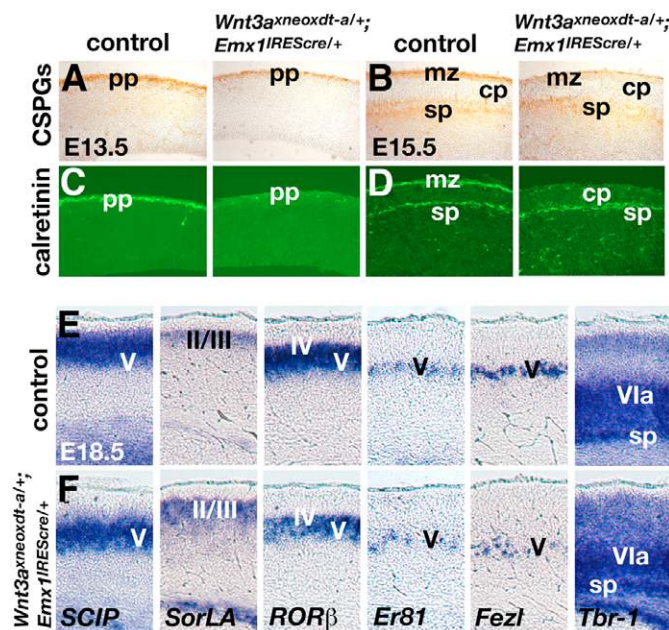 control
Wnt3axneoxdt-a/+;
Emx1IREScre/+
control
Wnt3axneoxdt-a/+;
Emx1IREScre/+
CSPGs
A pp pp B mz cp sp mz cp sp
E13.5 E15.5
calretinin
C pp pp D mz sp cp sp
control
E V II/III IV V V V VIa sp
E18.5
Wnt3axneoxdt-a/+;
Emx1IREScre/+
F V II/III IV V V V VIa sp
SCIP SorLA RORβ Er81 Fezl Tbr-1